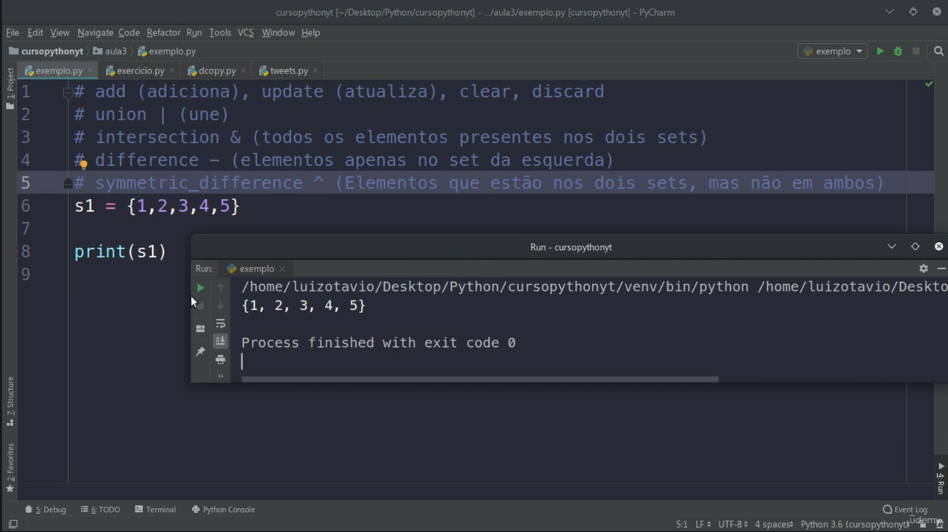 cursopythonyt [~/Desktop/Python/cursopythonyt] - .../aula3/exemplo.py [cursopythonyt] - PyCharm
File Edit View Navigate Code Refactor Run Tools VCS Window Help
cursopythonyt aula3 exemplo.py exemplo
exemplo.py exercicio.py dcopy.py tweets.py
1 # add (adiciona), update (atualiza), clear, discard
2 # union | (une)
3 # intersection & (todos os elementos presentes nos dois sets)
4 # difference - (elementos apenas no set da esquerda)
5 # symmetric_difference ^ (Elementos que estão nos dois sets, mas não em ambos)
6 s1 = {1,2,3,4,5}
7
8 print(s1)
9
Run - cursopythonyt
Run: exemplo
/home/luizotavio/Desktop/Python/cursopythonyt/venv/bin/python /home/luizotavio/Deskto
{1, 2, 3, 4, 5}
Process finished with exit code 0
1: Project
7: Structure
2: Favorites
4: Run
5: Debug 6: TODO Terminal Python Console Event Log
5:1 LF UTF-8 4 spaces Python 3.6 (cursopythonyt)
udemy